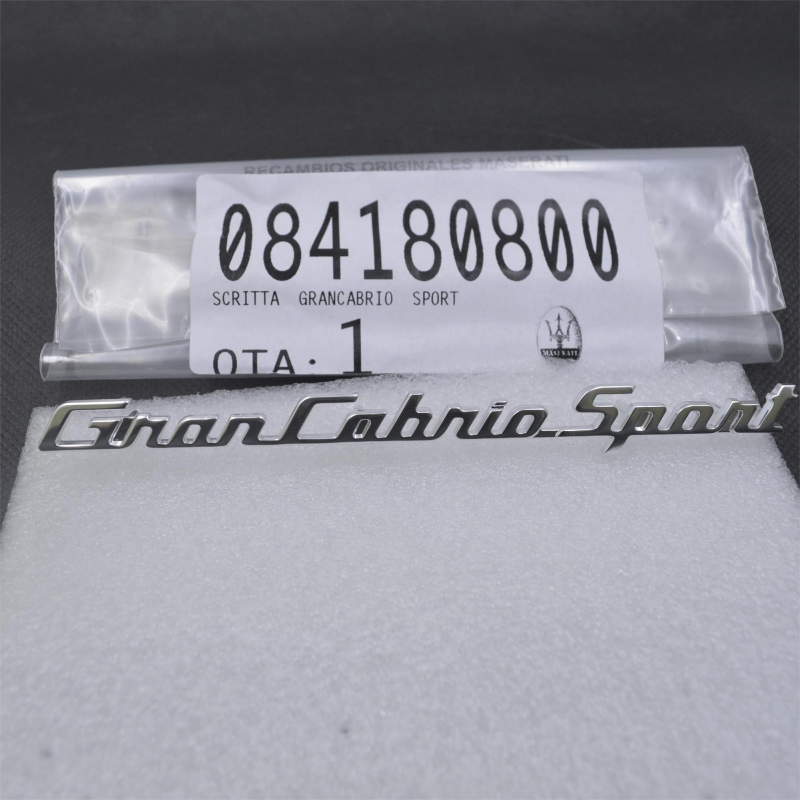 RECAMBIOS ORIGINALES MASERATI
084180800
SCRITTA GRANCABRIO SPORT
QTA: 1
MASERATI
GranCabrio Sport